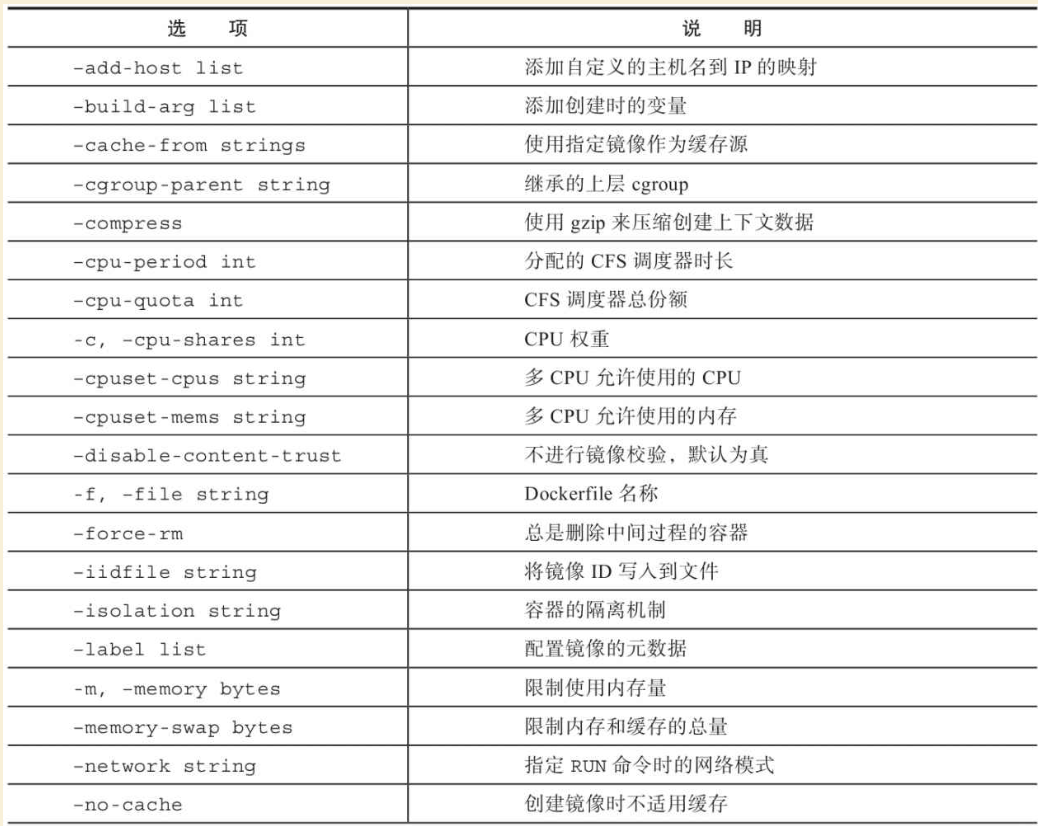 选 项 说 明
–add-host list 添加自定义的主机名到 IP 的映射
–build-arg list 添加创建时的变量
–cache-from strings 使用指定镜像作为缓存源
–cgroup-parent string 继承的上层 cgroup
–compress 使用 gzip 来压缩创建上下文数据
–cpu-period int 分配的 CFS 调度器时长
–cpu-quota int CFS 调度器总份额
-c, –cpu-shares int CPU 权重
–cpuset-cpus string 多 CPU 允许使用的 CPU
–cpuset-mems string 多 CPU 允许使用的内存
–disable-content-trust 不进行镜像校验，默认为真
-f, –file string Dockerfile 名称
–force-rm 总是删除中间过程的容器
–iidfile string 将镜像 ID 写入到文件
–isolation string 容器的隔离机制
–label list 配置镜像的元数据
-m, –memory bytes 限制使用内存量
–memory-swap bytes 限制内存和缓存的总量
–network string 指定 RUN 命令时的网络模式
–no-cache 创建镜像时不适用缓存